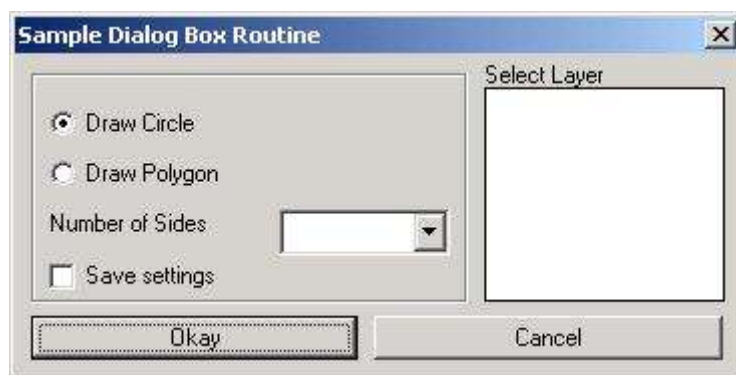 Sample Dialog Box Routine
Select Layer
Draw Circle
Draw Polygon
Number of Sides
Save settings
Okay
Cancel